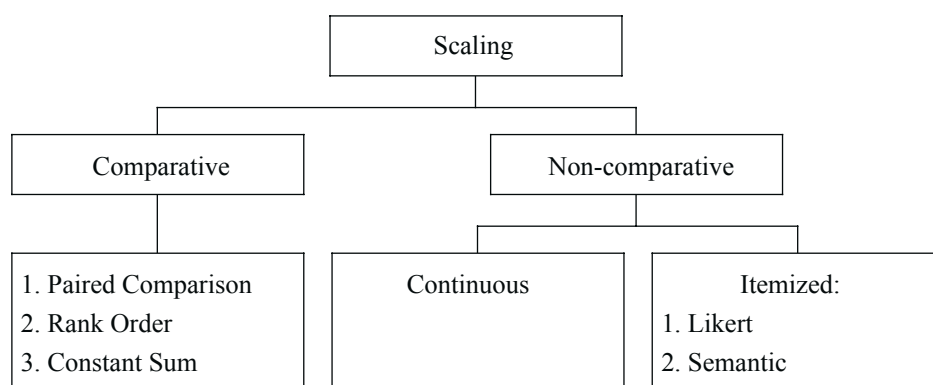 Scaling
Comparative
Non-comparative
1. Paired Comparison
2. Rank Order
3. Constant Sum
Continuous
Itemized:
1. Likert
2. Semantic